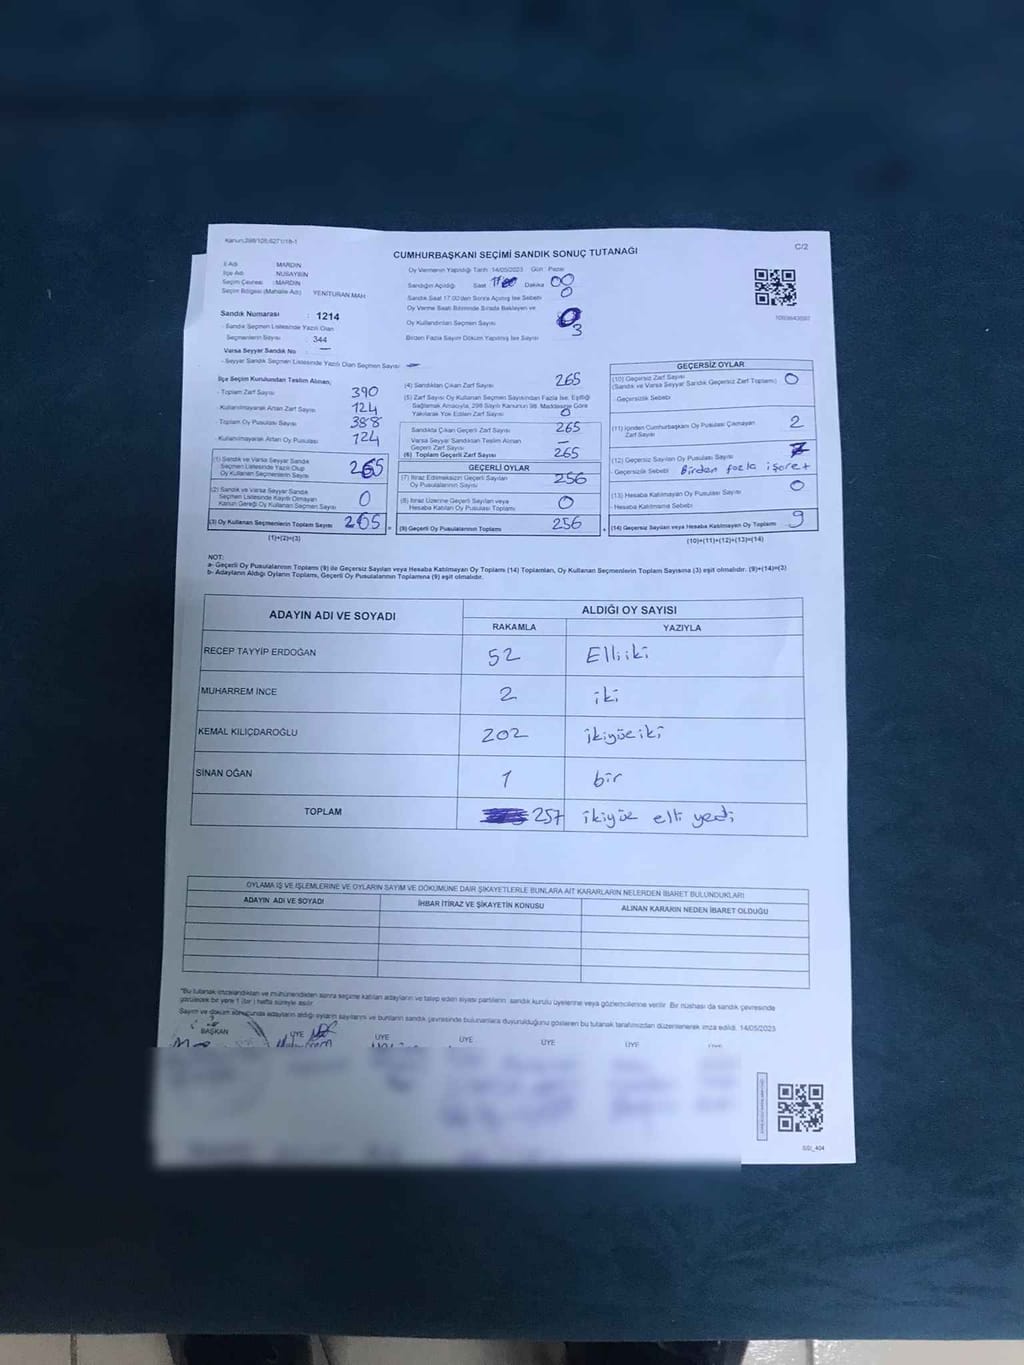 Kanun;298/105;6271/18-1
C/2
CUMHURBAŞKANI SEÇİMİ SANDIK SONUÇ TUTANAĞI
İl Adı : MARDİN
İlçe Adı : NUSAYBİN
Seçim Çevresi : MARDİN
Seçim Bölgesi (Mahalle Adı) YENİTURAN MAH.
Sandık Numarası : 1214
- Sandık Seçmen Listesinde Yazılı Olan
Seçmenlerin Sayısı : 344
Varsa Seyyar Sandık No : —
- Seyyar Sandık Seçmen Listesinde Yazılı Olan Seçmen Sayısı : —
Oy Vermenin Yapıldığı Tarih : 14/05/2023 Gün : Pazar
Sandığın Açıldığı Saat Dakika 00
Sandık Saat 17.00'den Sonra Açılmış İse Sebebi 0
Oy Verme Saati Bitiminde Sırada Bekleyen ve
Oy Kullandırılan Seçmen Sayısı 0
Birden Fazla Sayım Döküm Yapılmış İse Sayısı 3
İlçe Seçim Kurulundan Teslim Alınan;
- Toplam Zarf Sayısı 390
- Kullanılmayarak Artan Zarf Sayısı 124
- Toplam Oy Pusulası Sayısı 388
- Kullanılmayarak Artan Oy Pusulası 124
(1) Sandık ve Varsa Seyyar Sandık
Seçmen Listesinde Yazılı Olup
Oy Kullanan Seçmenlerin Sayısı 265
(2) Sandık ve Varsa Seyyar Sandık
Seçmen Listesinde Kayıtlı Olmayan
Kanun Gereği Oy Kullanan Seçmen Sayısı 0
(3) Oy Kullanan Seçmenlerin Toplam Sayısı 265
(1)+(2)=(3)
(4) Sandıktan Çıkan Zarf Sayısı 265
(5) Zarf Sayısı Oy Kullanan Seçmen Sayısından Fazla İse, Eşitliği
Sağlamak Amacıyla, 298 Sayılı Kanunun 98. Maddesine Göre
Yakılarak Yok Edilen Zarf Sayısı 0
Sandıkta Çıkan Geçerli Zarf Sayısı 265
Varsa Seyyar Sandıktan Teslim Alınan
Geçerli Zarf Sayısı —
(6) Toplam Geçerli Zarf Sayısı 265
GEÇERLİ OYLAR
(7) İtiraz Edilmeksizin Geçerli Sayılan
Oy Pusulalarının Sayısı 256
(8) İtiraz Üzerine Geçerli Sayılan veya
Hesaba Katılan Oy Pusulası Toplamı 0
(9) Geçerli Oy Pusulalarının Toplamı 256
GEÇERSİZ OYLAR
(10) Geçersiz Zarf Sayısı
(Sandık ve Varsa Seyyar Sandık Geçersiz Zarf Toplamı) 0
- Geçersizlik Sebebi
(11) İçinden Cumhurbaşkanı Oy Pusulası Çıkmayan
Zarf Sayısı 2
(12) Geçersiz Sayılan Oy Pusulası Sayısı 7
- Geçersizlik Sebebi Birden fazla işaret
(13) Hesaba Katılmayan Oy Pusulası Sayısı 0
- Hesaba Katılmama Sebebi
(14) Geçersiz Sayılan veya Hesaba Katılmayan Oy Toplamı 9
(10)+(11)+(12)+(13)=(14)
NOT:
a- Geçerli Oy Pusulalarının Toplamı (9) ile Geçersiz Sayılan veya Hesaba Katılmayan Oy Toplamı (14) Toplamları, Oy Kullanan Seçmenlerin Toplam Sayısına (3) eşit olmalıdır. (9)+(14)=(3)
b- Adayların Aldığı Oyların Toplamı, Geçerli Oy Pusulalarının Toplamına (9) eşit olmalıdır.
ADAYIN ADI VE SOYADI ALDIĞI OY SAYISI
RAKAMLA YAZIYLA
RECEP TAYYİP ERDOĞAN 52 Elliiki
MUHARREM İNCE 2 iki
KEMAL KILIÇDAROĞLU 202 ikiyüziki
SİNAN OĞAN 1 bir
TOPLAM 257 ikiyüz elli yedi
OYLAMA İŞ VE İŞLEMLERİNE VE OYLARIN SAYIM VE DÖKÜMÜNE DAİR ŞİKAYETLERLE BUNLARA AİT KARARLARIN NELERDEN İBARET BULUNDUKLARI
ADAYIN ADI VE SOYADI İHBAR İTİRAZ VE ŞİKAYETİN KONUSU ALINAN KARARIN NEDEN İBARET OLDUĞU
"Bu tutanak imzalandıktan ve mühürlendikten sonra seçime katılan adayların ve talep eden siyasi partilerin sandık kurulu üyelerine veya gözlemcilerine verilir. Bir nüshası da sandık çevresinde
görülecek bir yere 1 (bir ) hafta süreyle asılır.
Sayım ve döküm sonucunda adayların aldığı oyların sayılarını ve bunların sandık çevresinde bulunanlara duyurulduğunu gösteren bu tutanak tarafımızdan düzenlenerek imza edildi. 14/05/2023
BAŞKAN ÜYE ÜYE ÜYE ÜYE ÜYE ÜYE